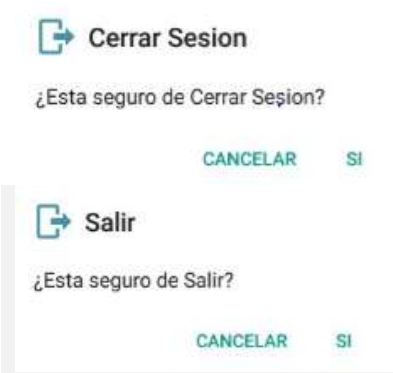 Cerrar Sesion
¿Esta seguro de Cerrar Sesion?
CANCELAR SI
Salir
¿Esta seguro de Salir?
CANCELAR SI